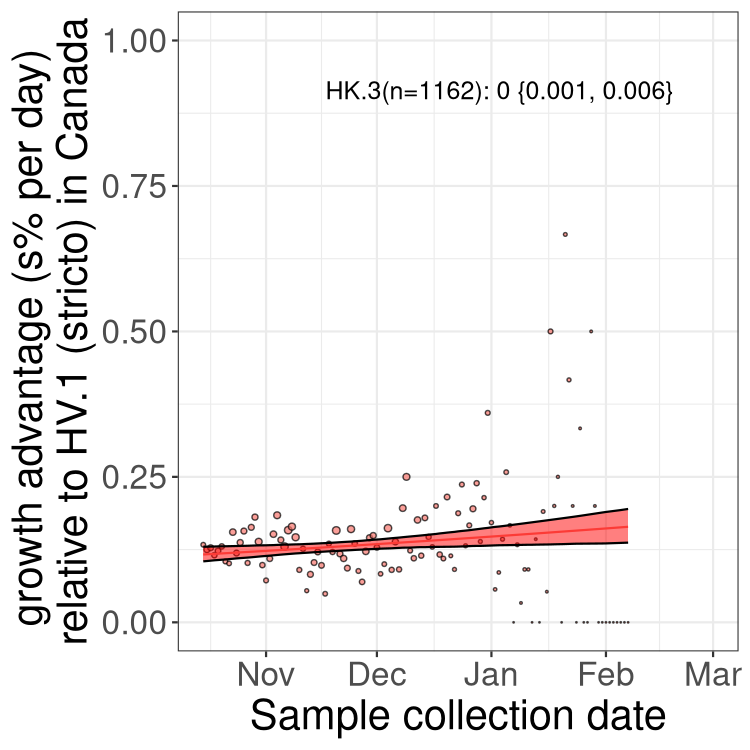 growth advantage (s% per day)
relative to HV.1 (stricto) in Canada
1.00
0.75
0.50
0.25
0.00
HK.3(n=1162): 0 {0.001, 0.006}
Nov
Dec
Jan
Feb
Mar
Sample collection date